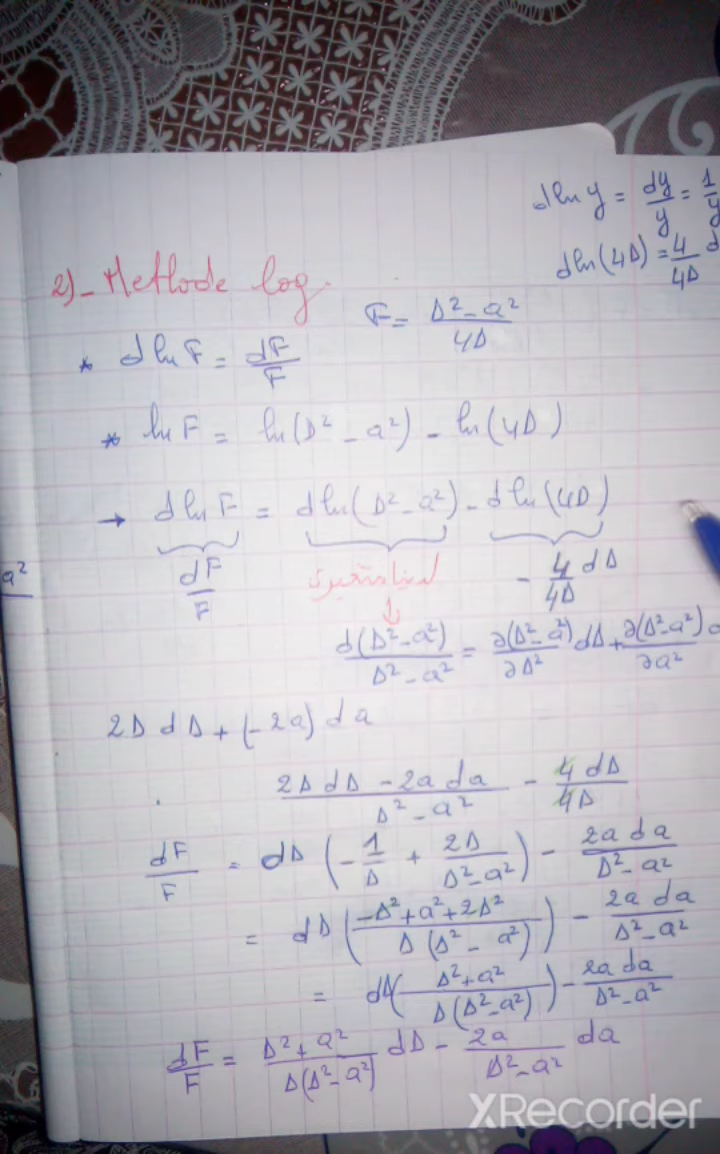 d ln y = dy/y = 1/y
d ln(4Δ) = 4/4Δ d
2)_ Methode log.
F = Δ² - a² / 4Δ
* d ln F = dF/F
* ln F = ln(Δ² - a²) - ln(4Δ)
→ d ln F = d ln(Δ² - a²) - d ln(4Δ)
dF/F لدينا متغيرين - 4/4Δ dΔ
a²
d(Δ² - a²)/Δ² - a² = ∂(Δ² - a²)/∂Δ² dΔ + ∂(Δ² - a²)/∂a² d
2Δ dΔ + (-2a) da
2Δ dΔ - 2a da / Δ² - a² - 4 dΔ/4Δ
dF/F = dΔ (-1/Δ + 2Δ/Δ² - a²) - 2a da/Δ² - a²
= dΔ (-Δ² + a² + 2Δ² / Δ (Δ² - a²)) - 2a da/Δ² - a²
= dΔ (Δ² + a² / Δ (Δ² - a²)) - 2a da/Δ² - a²
dF/F = Δ² + a² / Δ(Δ² - a²) dΔ - 2a/Δ² - a² da
XRecorder